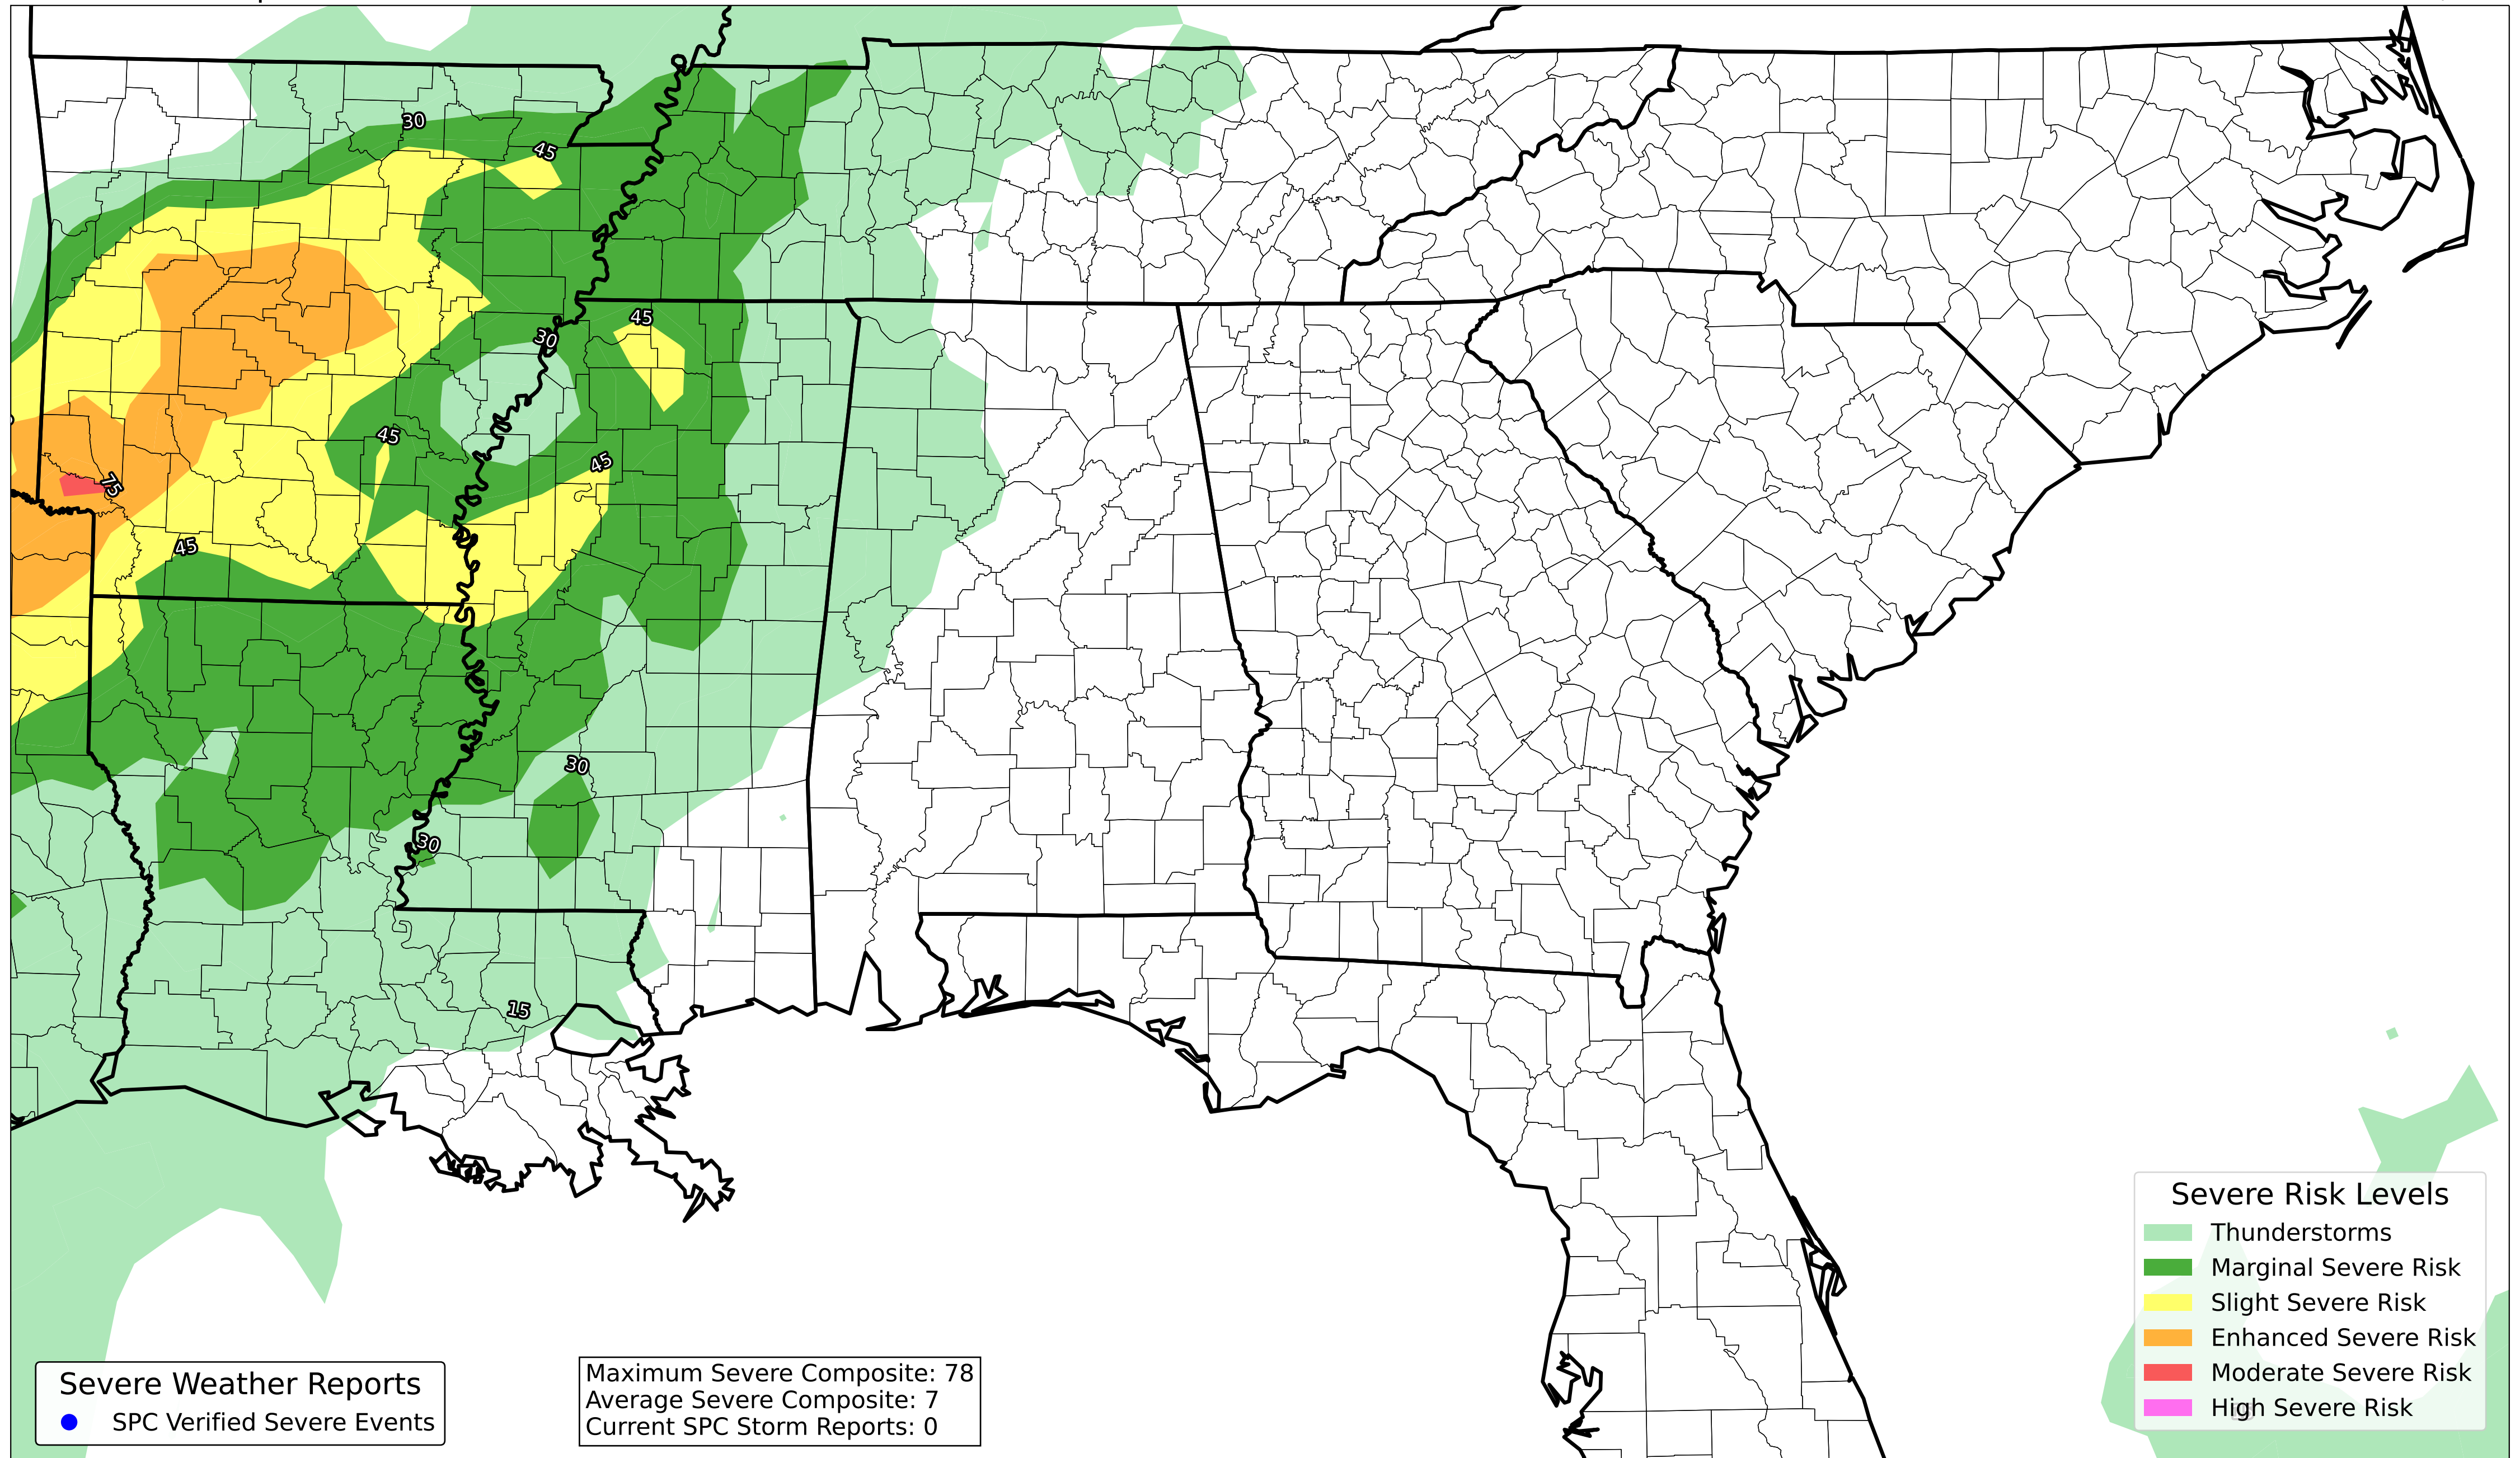 30
45
45
30
45
45
75
45
30
30
15
Severe Risk Levels
Thunderstorms
Marginal Severe Risk
Slight Severe Risk
Enhanced Severe Risk
Moderate Severe Risk
High Severe Risk
Severe Weather Reports
SPC Verified Severe Events
Maximum Severe Composite: 78
Average Severe Composite: 7
Current SPC Storm Reports: 0